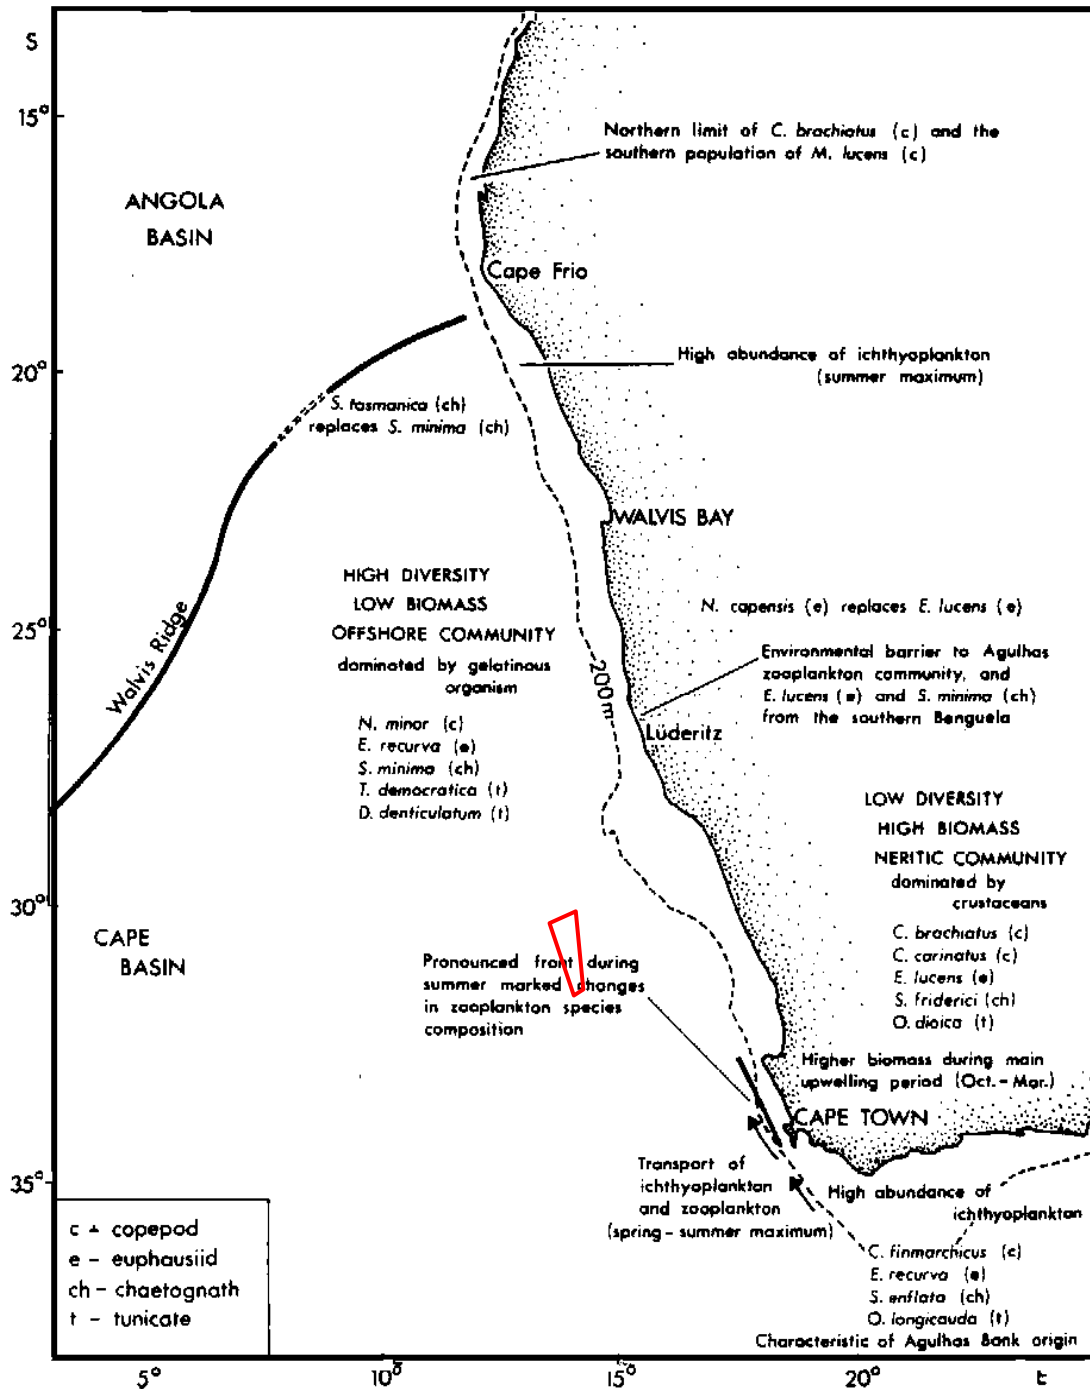 S
15°
20°
25°
30°
35°
ANGOLA
BASIN
Northern limit of C. brachiatus (c) and the
southern population of M. lucens (c)
Cape Frio
High abundance of ichthyoplankton
(summer maximum)
S. tasmanica (ch)
replaces S. minima (ch)
WALVIS BAY
Walvis Ridge
HIGH DIVERSITY
LOW BIOMASS
OFFSHORE COMMUNITY
dominated by gelatinous
organism
N. minor (c)
E. recurva (e)
S. minima (ch)
T. democratica (t)
D. denticulatum (t)
200m
N. capensis (e) replaces E. lucens (e)
Environmental barrier to Agulhas
zooplankton community, and
E. lucens (e) and S. minima (ch)
from the southern Benguela
Lüderitz
LOW DIVERSITY
HIGH BIOMASS
NERITIC COMMUNITY
dominated by
crustaceans
C. brachiatus (c)
C. carinatus (c)
E. lucens (e)
S. friderici (ch)
O. dioica (t)
CAPE
BASIN
Pronounced front during
summer marked changes
in zooplankton species
composition
Higher biomass during main
upwelling period (Oct.-Mar.)
CAPE TOWN
Transport of
ichthyoplankton
and zooplankton
(spring-summer maximum)
High abundance of
ichthyoplankton
C. finmarchicus (c)
E. recurva (e)
S. enflata (ch)
O. longicauda (t)
Characteristic of Agulhas Bank origin
c - copepod
e - euphausiid
ch - chaetognath
t - tunicate
5° 10° 15° 20° E